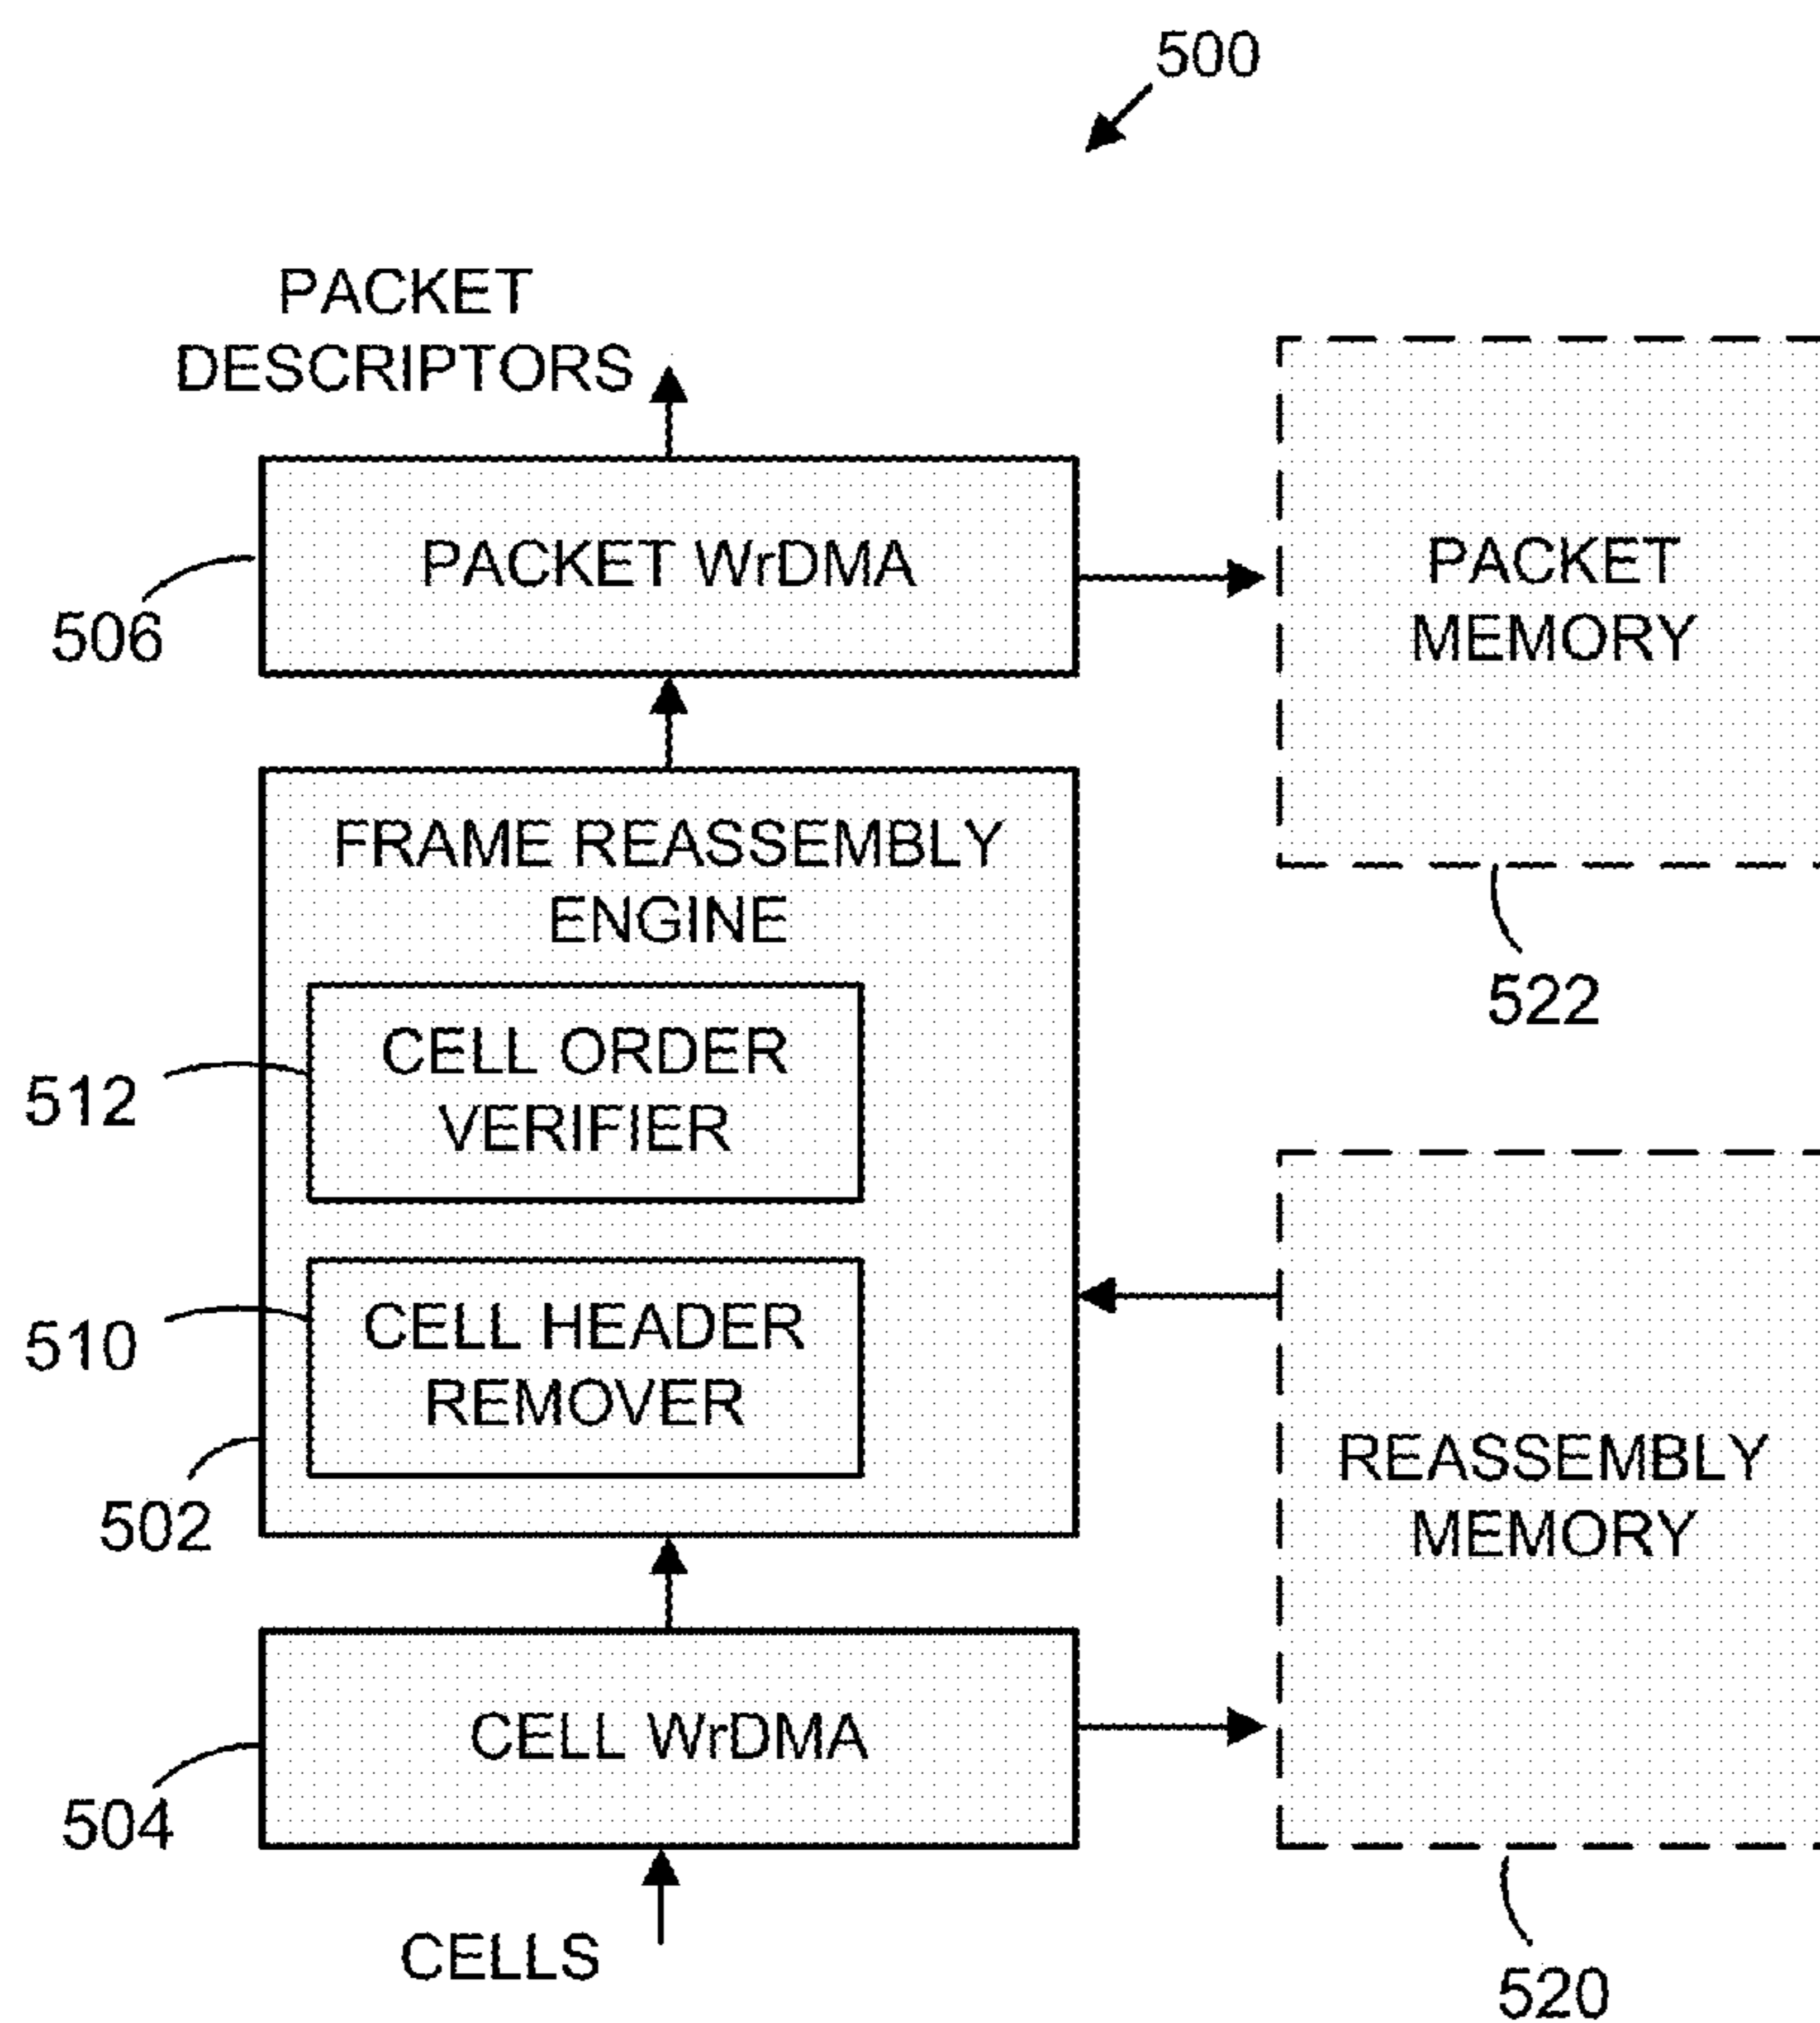 500
PACKET
DESCRIPTORS
PACKET WrDMA
506
PACKET
MEMORY
522
FRAME REASSEMBLY
ENGINE
CELL ORDER
VERIFIER
512
CELL HEADER
REMOVER
510
502
REASSEMBLY
MEMORY
CELL WrDMA
504
CELLS
520